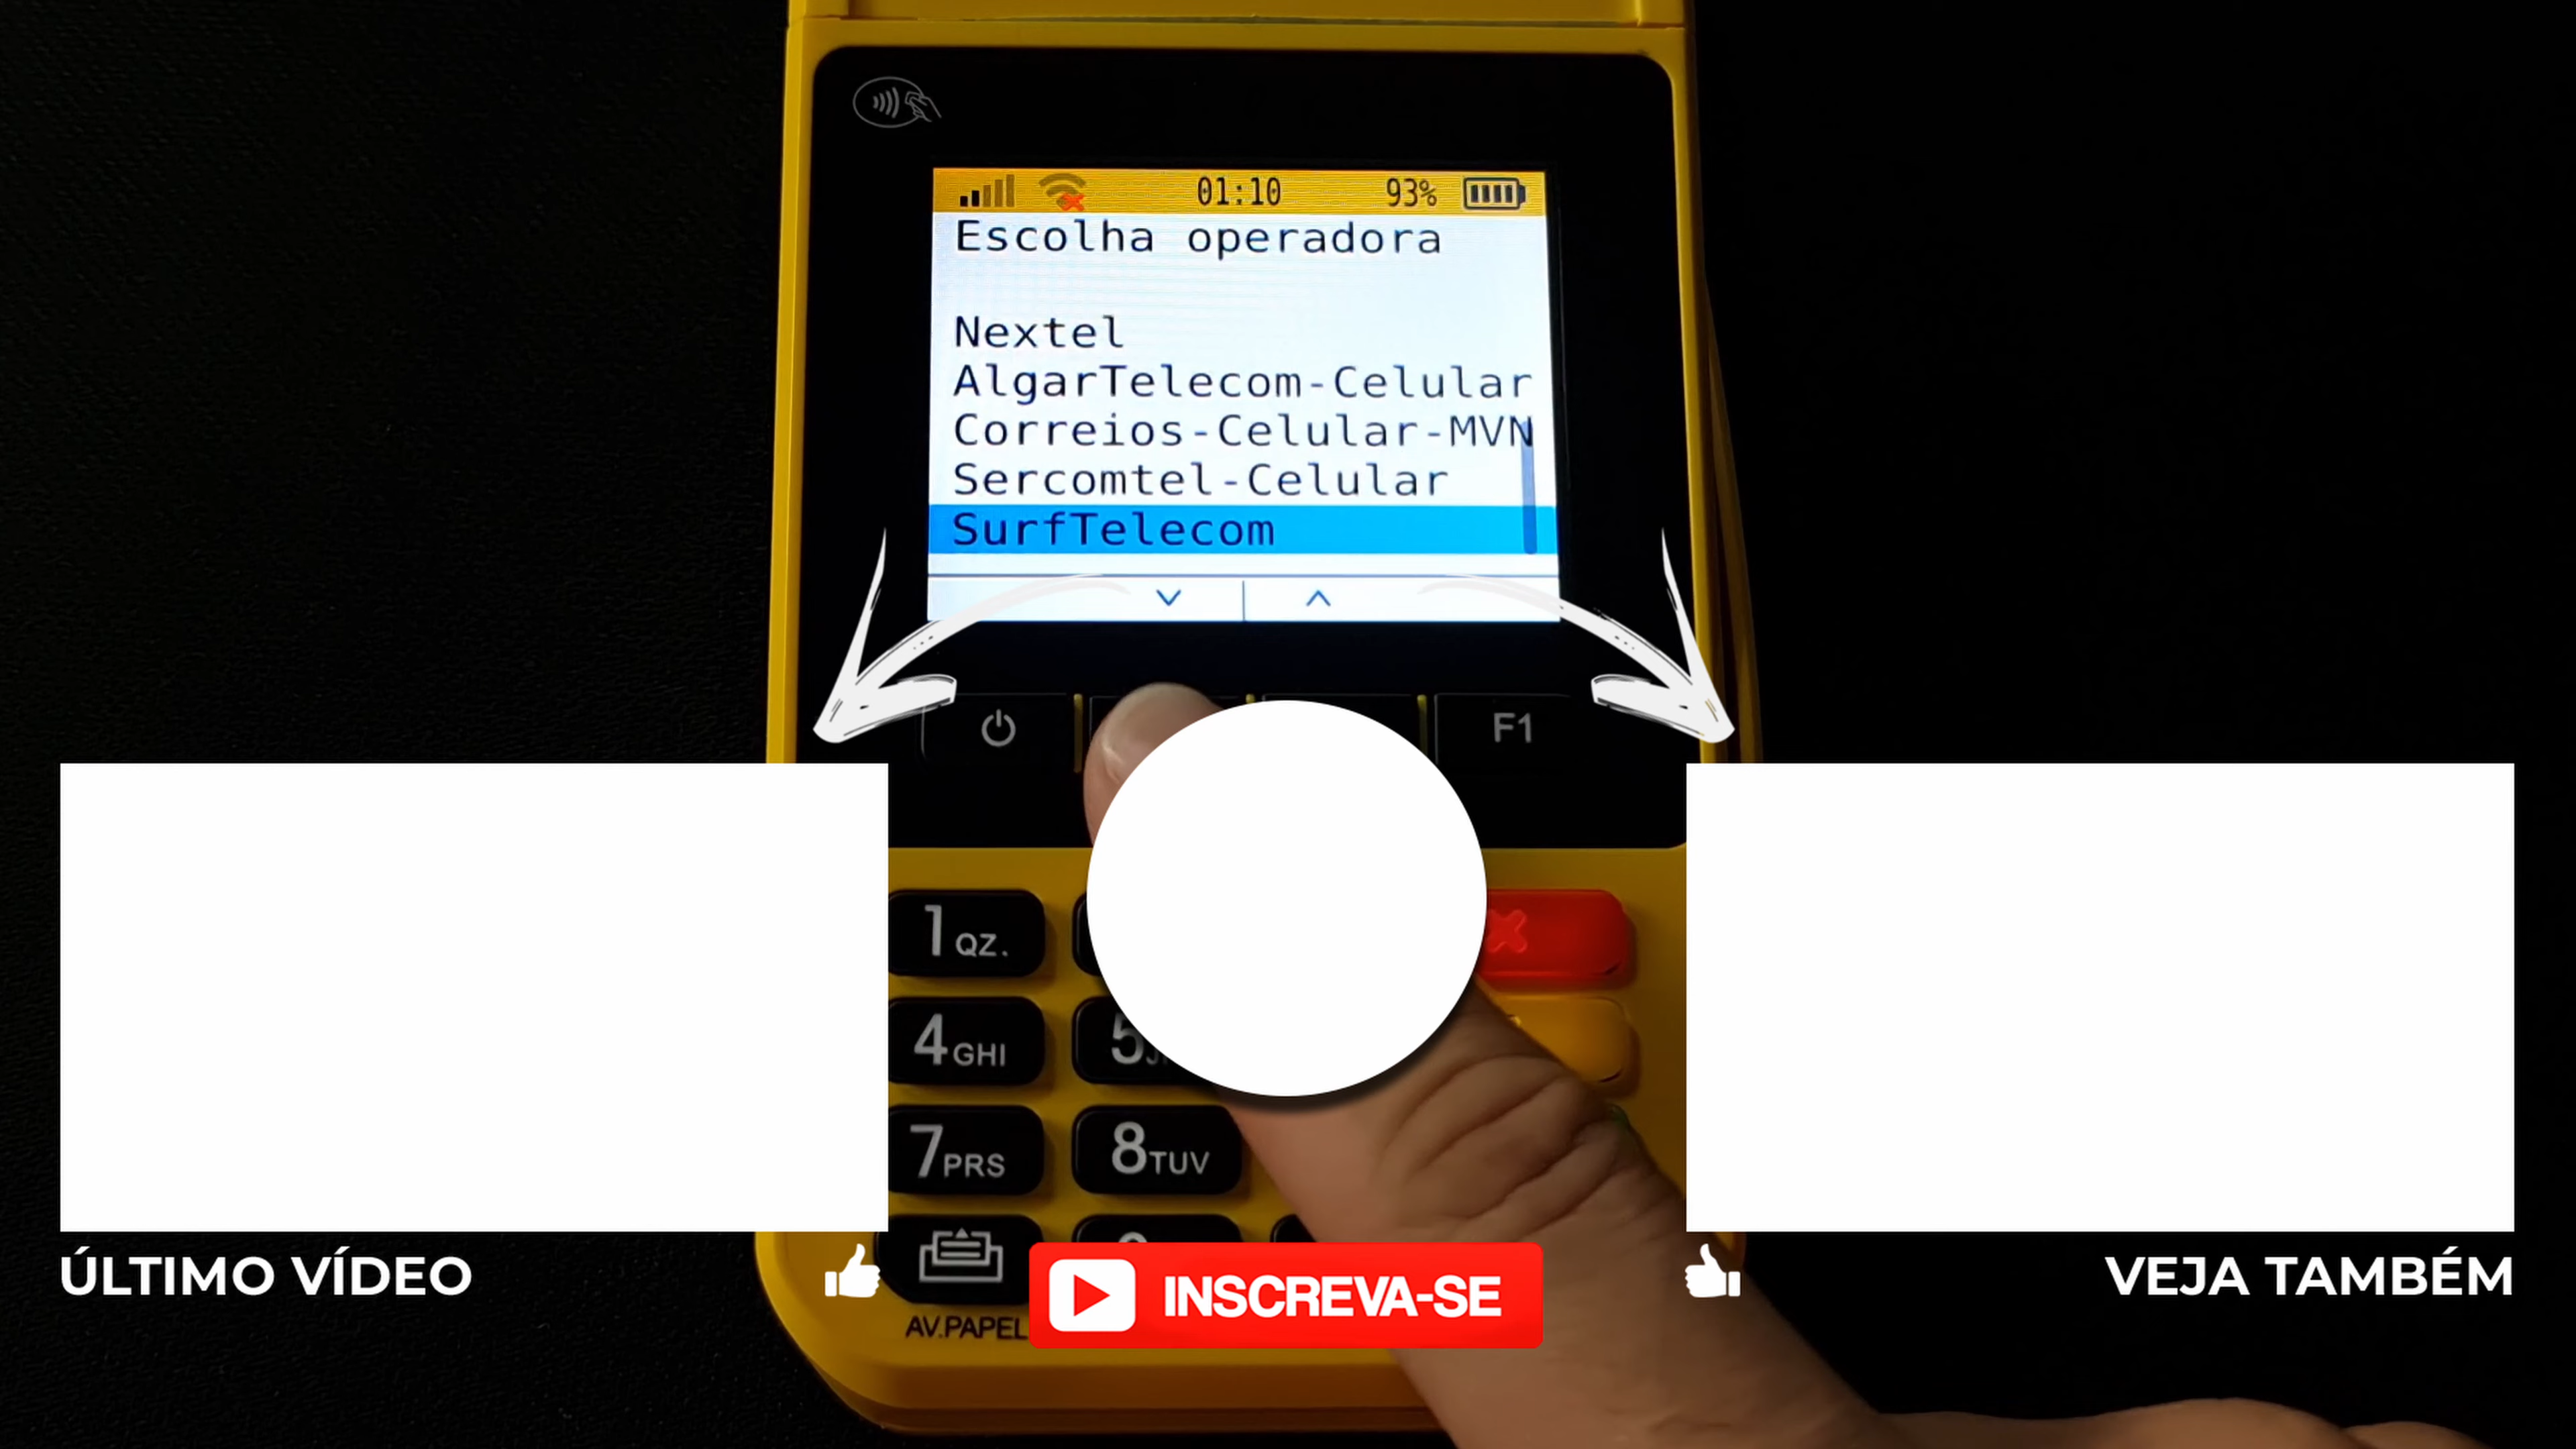 01:10 93%
Escolha operadora
Nextel
AlgarTelecom-Celular
Correios-Celular-MVN
Sercomtel-Celular
SurfTelecom
F1
1 QZ.
4 GHI
5
7 PRS
8 TUV
AV.PAPEL
ÚLTIMO VÍDEO
INSCREVA-SE
VEJA TAMBÉM